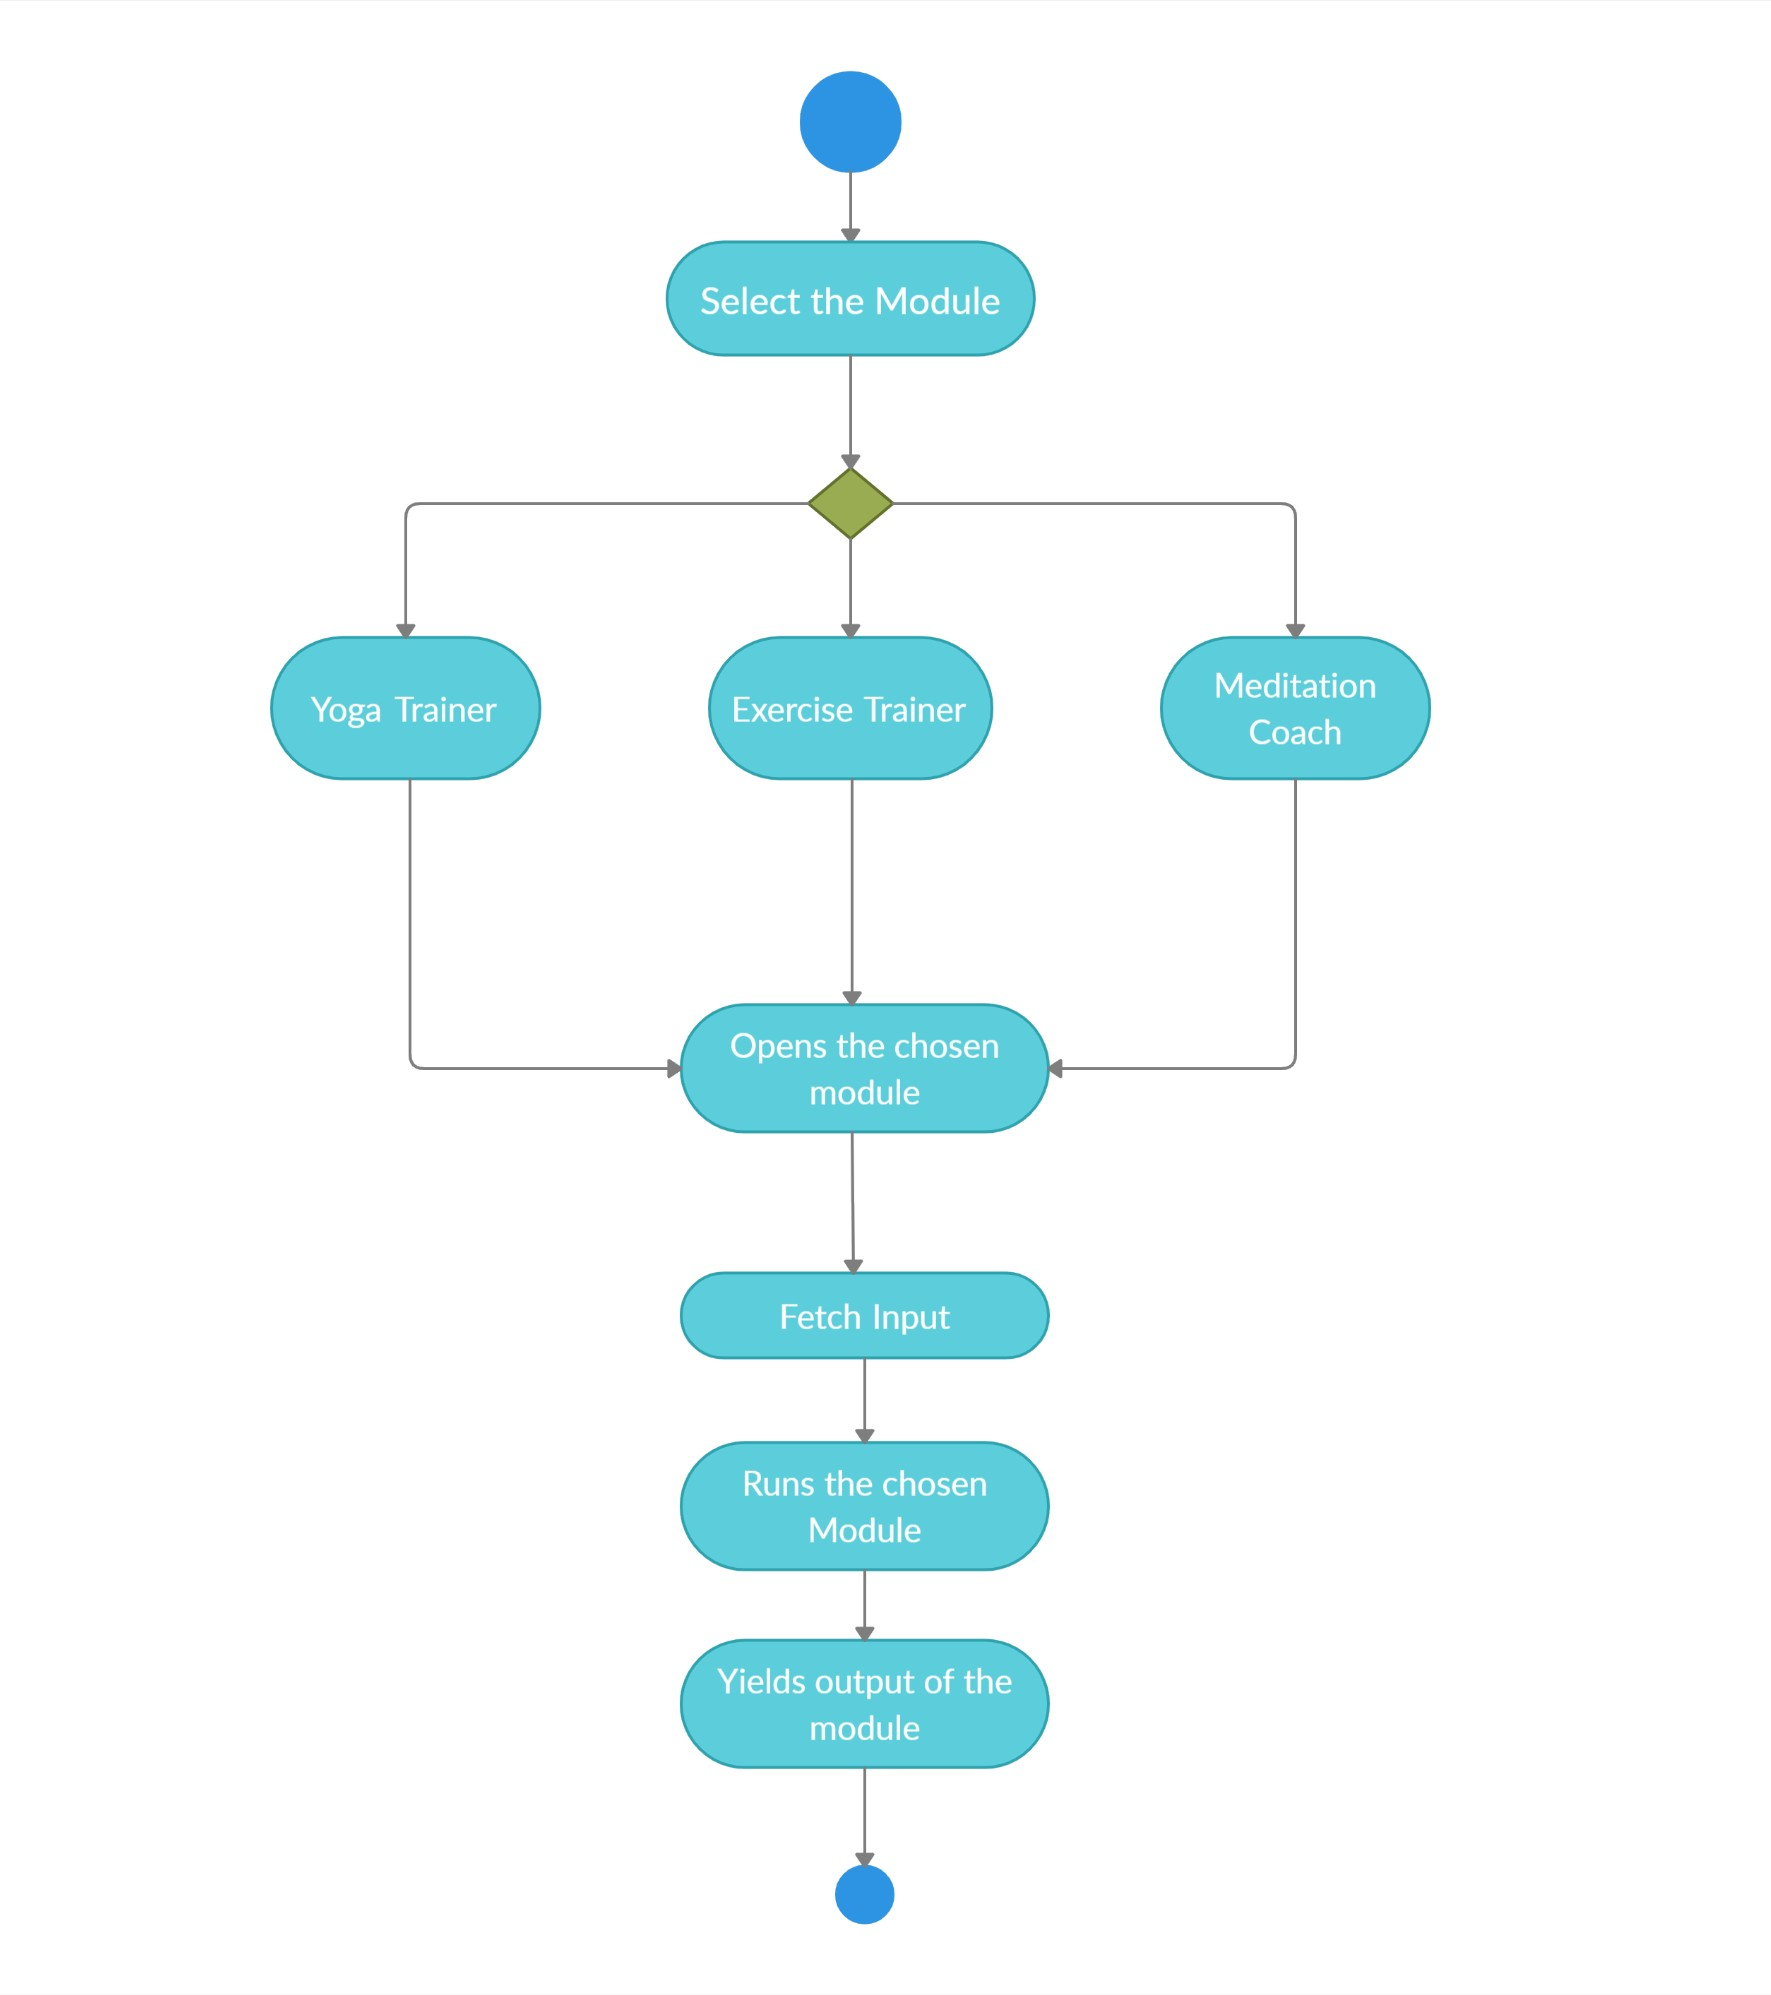 Select the Module
Yoga Trainer
Exercise Trainer
Meditation
Coach
Opens the chosen
module
Fetch Input
Runs the chosen
Module
Yields output of the
module